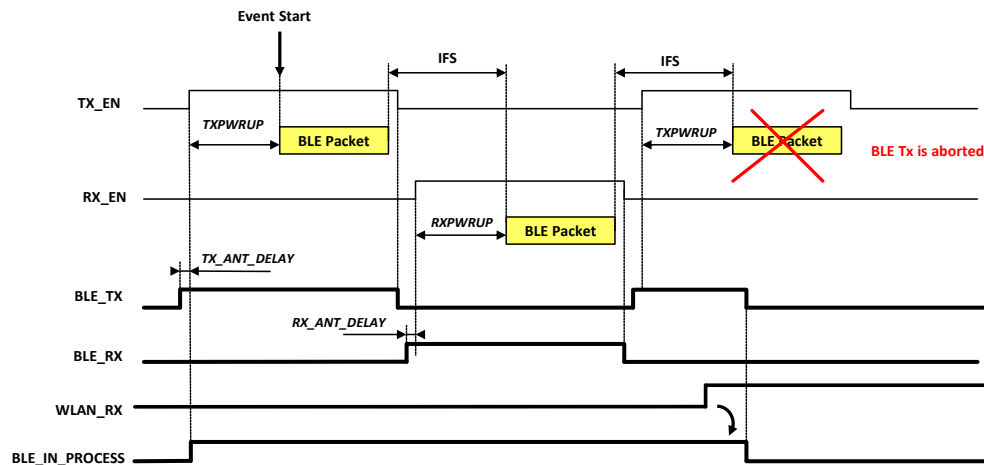 Event Start
IFS
IFS
TX_EN
TXPWRUP
TXPWRUP
BLE Packet
BLE Packet
BLE Tx is aborted
RX_EN
RXPWRUP
BLE Packet
TX_ANT_DELAY
BLE_TX
RX_ANT_DELAY
BLE_RX
WLAN_RX
BLE_IN_PROCESS